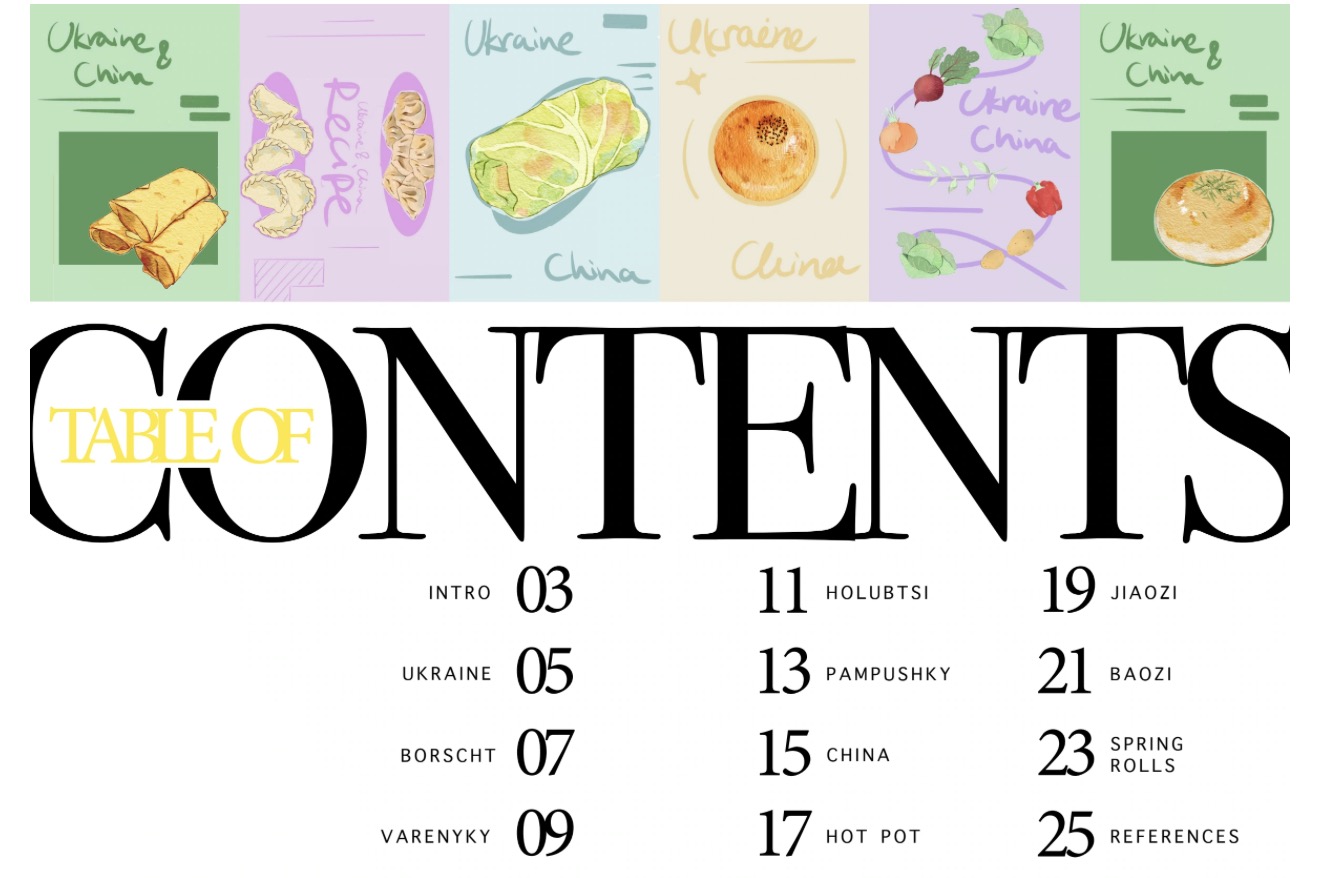 Ukraine &
China
Recipe
Ukraine & China
Ukraine
China
Ukraine
China
Ukraine
China
Ukraine &
China
TABLE OF
CONTENTS
INTRO 03
UKRAINE 05
BORSCHT 07
VARENYKY 09
11 HOLUBTSI
13 PAMPUSHKY
15 CHINA
17 HOT POT
19 JIAOZI
21 BAOZI
23 SPRING
ROLLS
25 REFERENCES